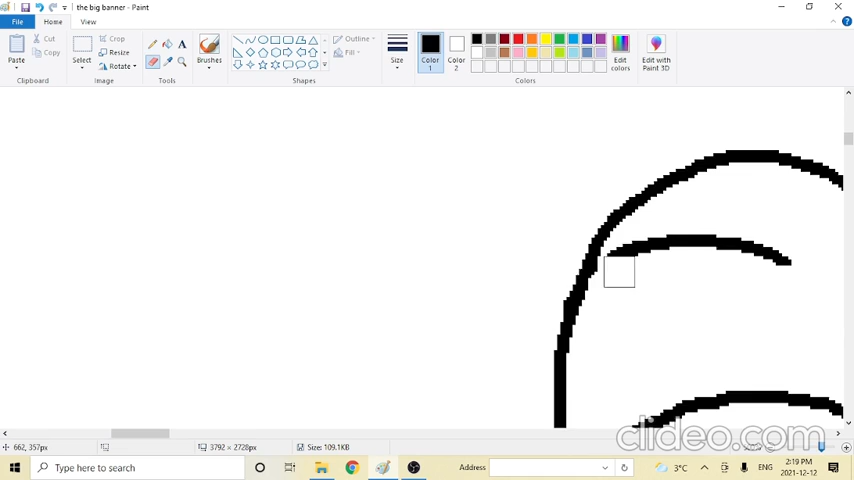 the big banner - Paint
File Home View
Paste
Cut
Copy
Clipboard
Select
Crop
Resize
Rotate
Image
A
Tools
Brushes
Outline
Fill
Shapes
Size
Color 1
Color 2
Edit colors
Colors
Edit with Paint 3D
662, 357px
3792 × 2728px
Size: 109.1KB
clideo.com
Type here to search
Address
3°C
ENG
2:19 PM
2021-12-12